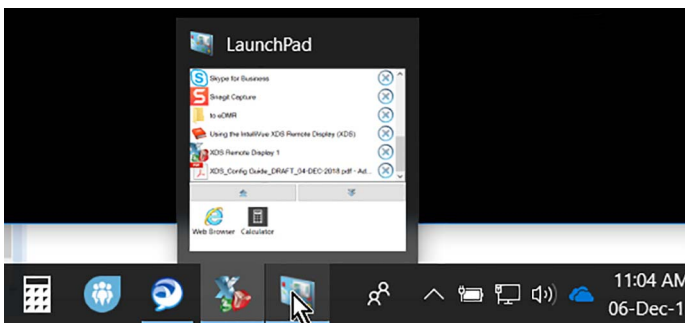 LaunchPad
Skype for Business
Snagit Capture
to eDMR
Using the IntelliVue XDS Remote Display (XDS)
XDS Remote Display 1
XDS_Config Guide_DRAFT_04-DEC-2018.pdf - Ad...
Web Browser Calculator
11:04 AM
06-Dec-1